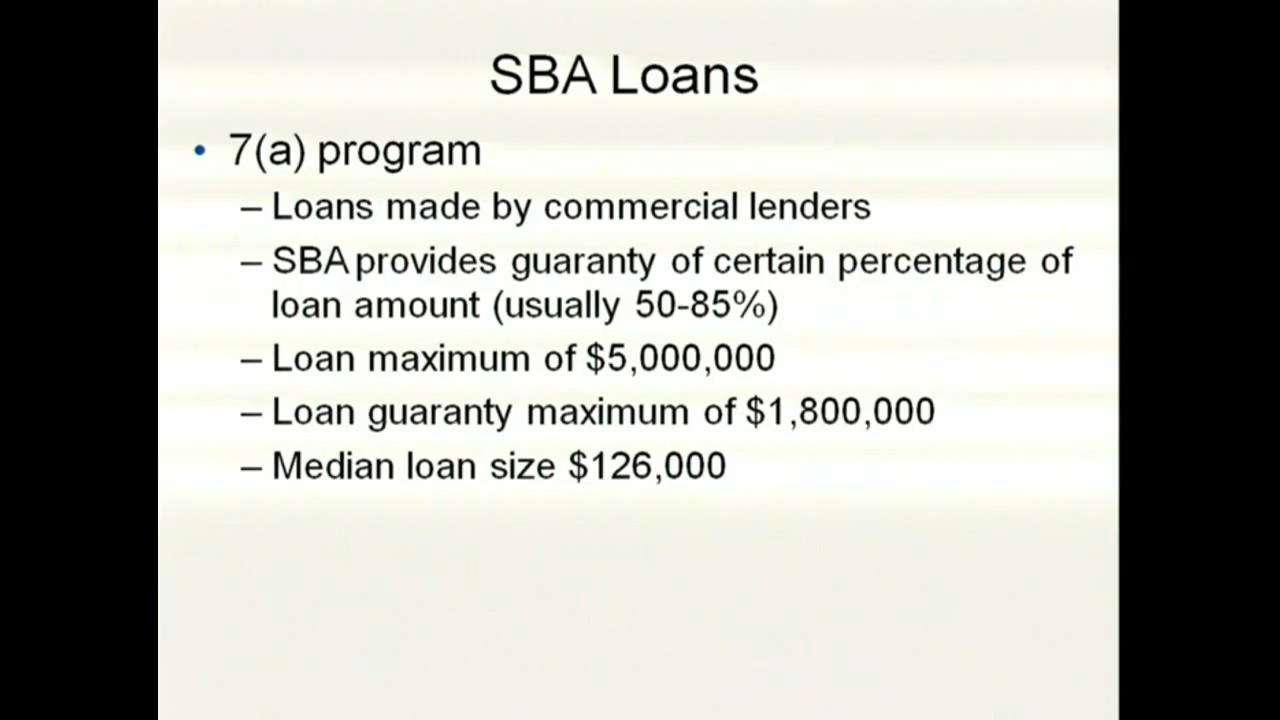 SBA Loans
• 7(a) program
– Loans made by commercial lenders
– SBA provides guaranty of certain percentage of
loan amount (usually 50-85%)
– Loan maximum of $5,000,000
– Loan guaranty maximum of $1,800,000
– Median loan size $126,000